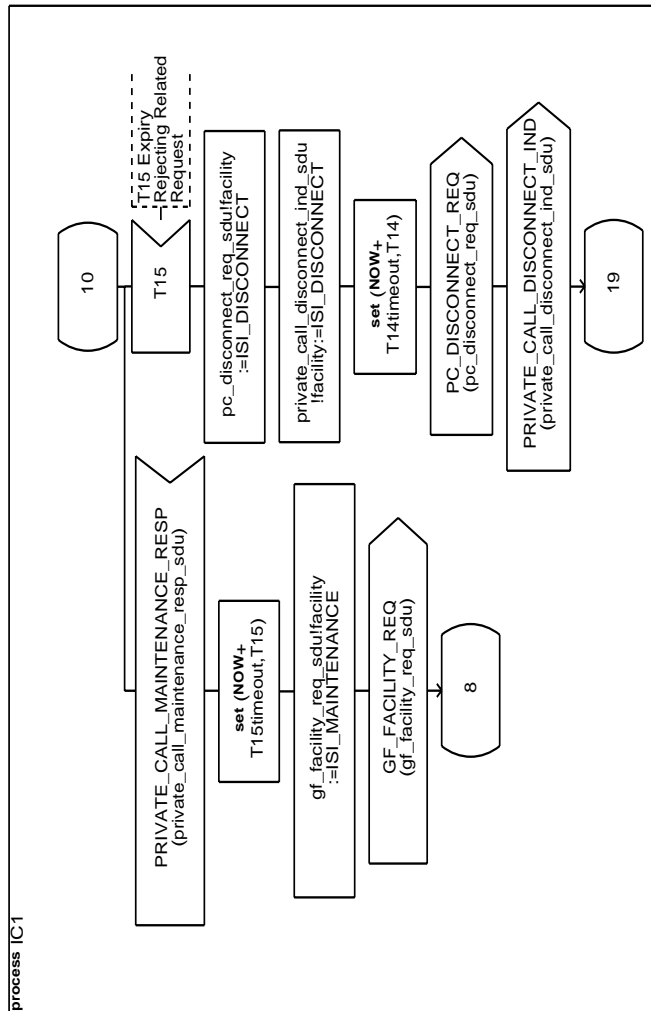 process IC1
10
PRIVATE_CALL_MAINTENANCE_RESP
(private_call_maintenance_resp_sdu)
set (NOW+
T15timeout,T15)
gf_facility_req_sdu!facility
:=ISI_MAINTENANCE
GF_FACILITY_REQ
(gf_facility_req_sdu)
8
T15
T15 Expiry
Rejecting Related
Request
pc_disconnect_req_sdu!facility
:=ISI_DISCONNECT
private_call_disconnect_ind_sdu
!facility:=ISI_DISCONNECT
set (NOW+
T14timeout,T14)
PC_DISCONNECT_REQ
(pc_disconnect_req_sdu)
PRIVATE_CALL_DISCONNECT_IND
(private_call_disconnect_ind_sdu)
19